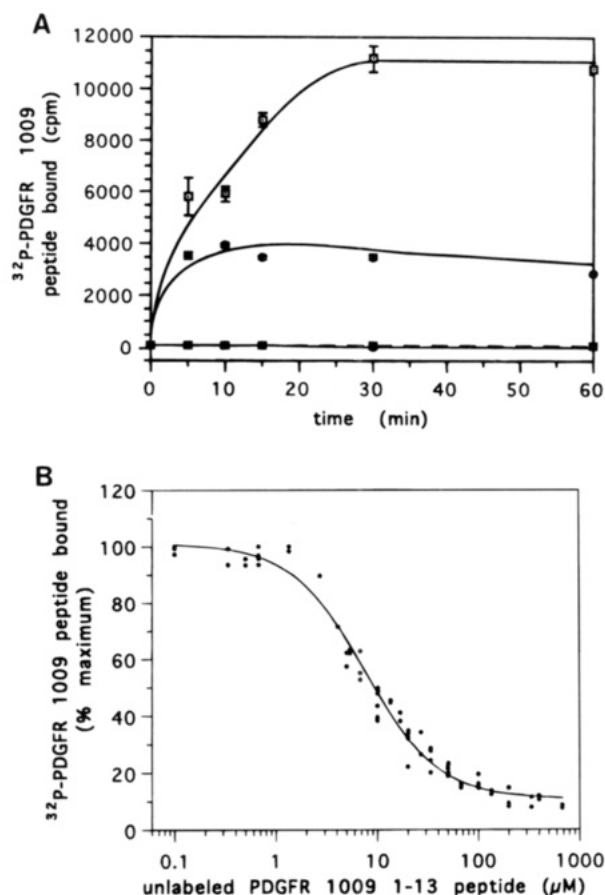 A
12000
10000
8000
6000
4000
2000
0
³²P-PDGFR 1009
peptide bound (cpm)
0 10 20 30 40 50 60
time (min)
B
120
100
80
60
40
20
0
³²P-PDGFR 1009 peptide bound
(% maximum)
0.1 1 10 100 1000
unlabeled PDGFR 1009 1-13 peptide (μM)